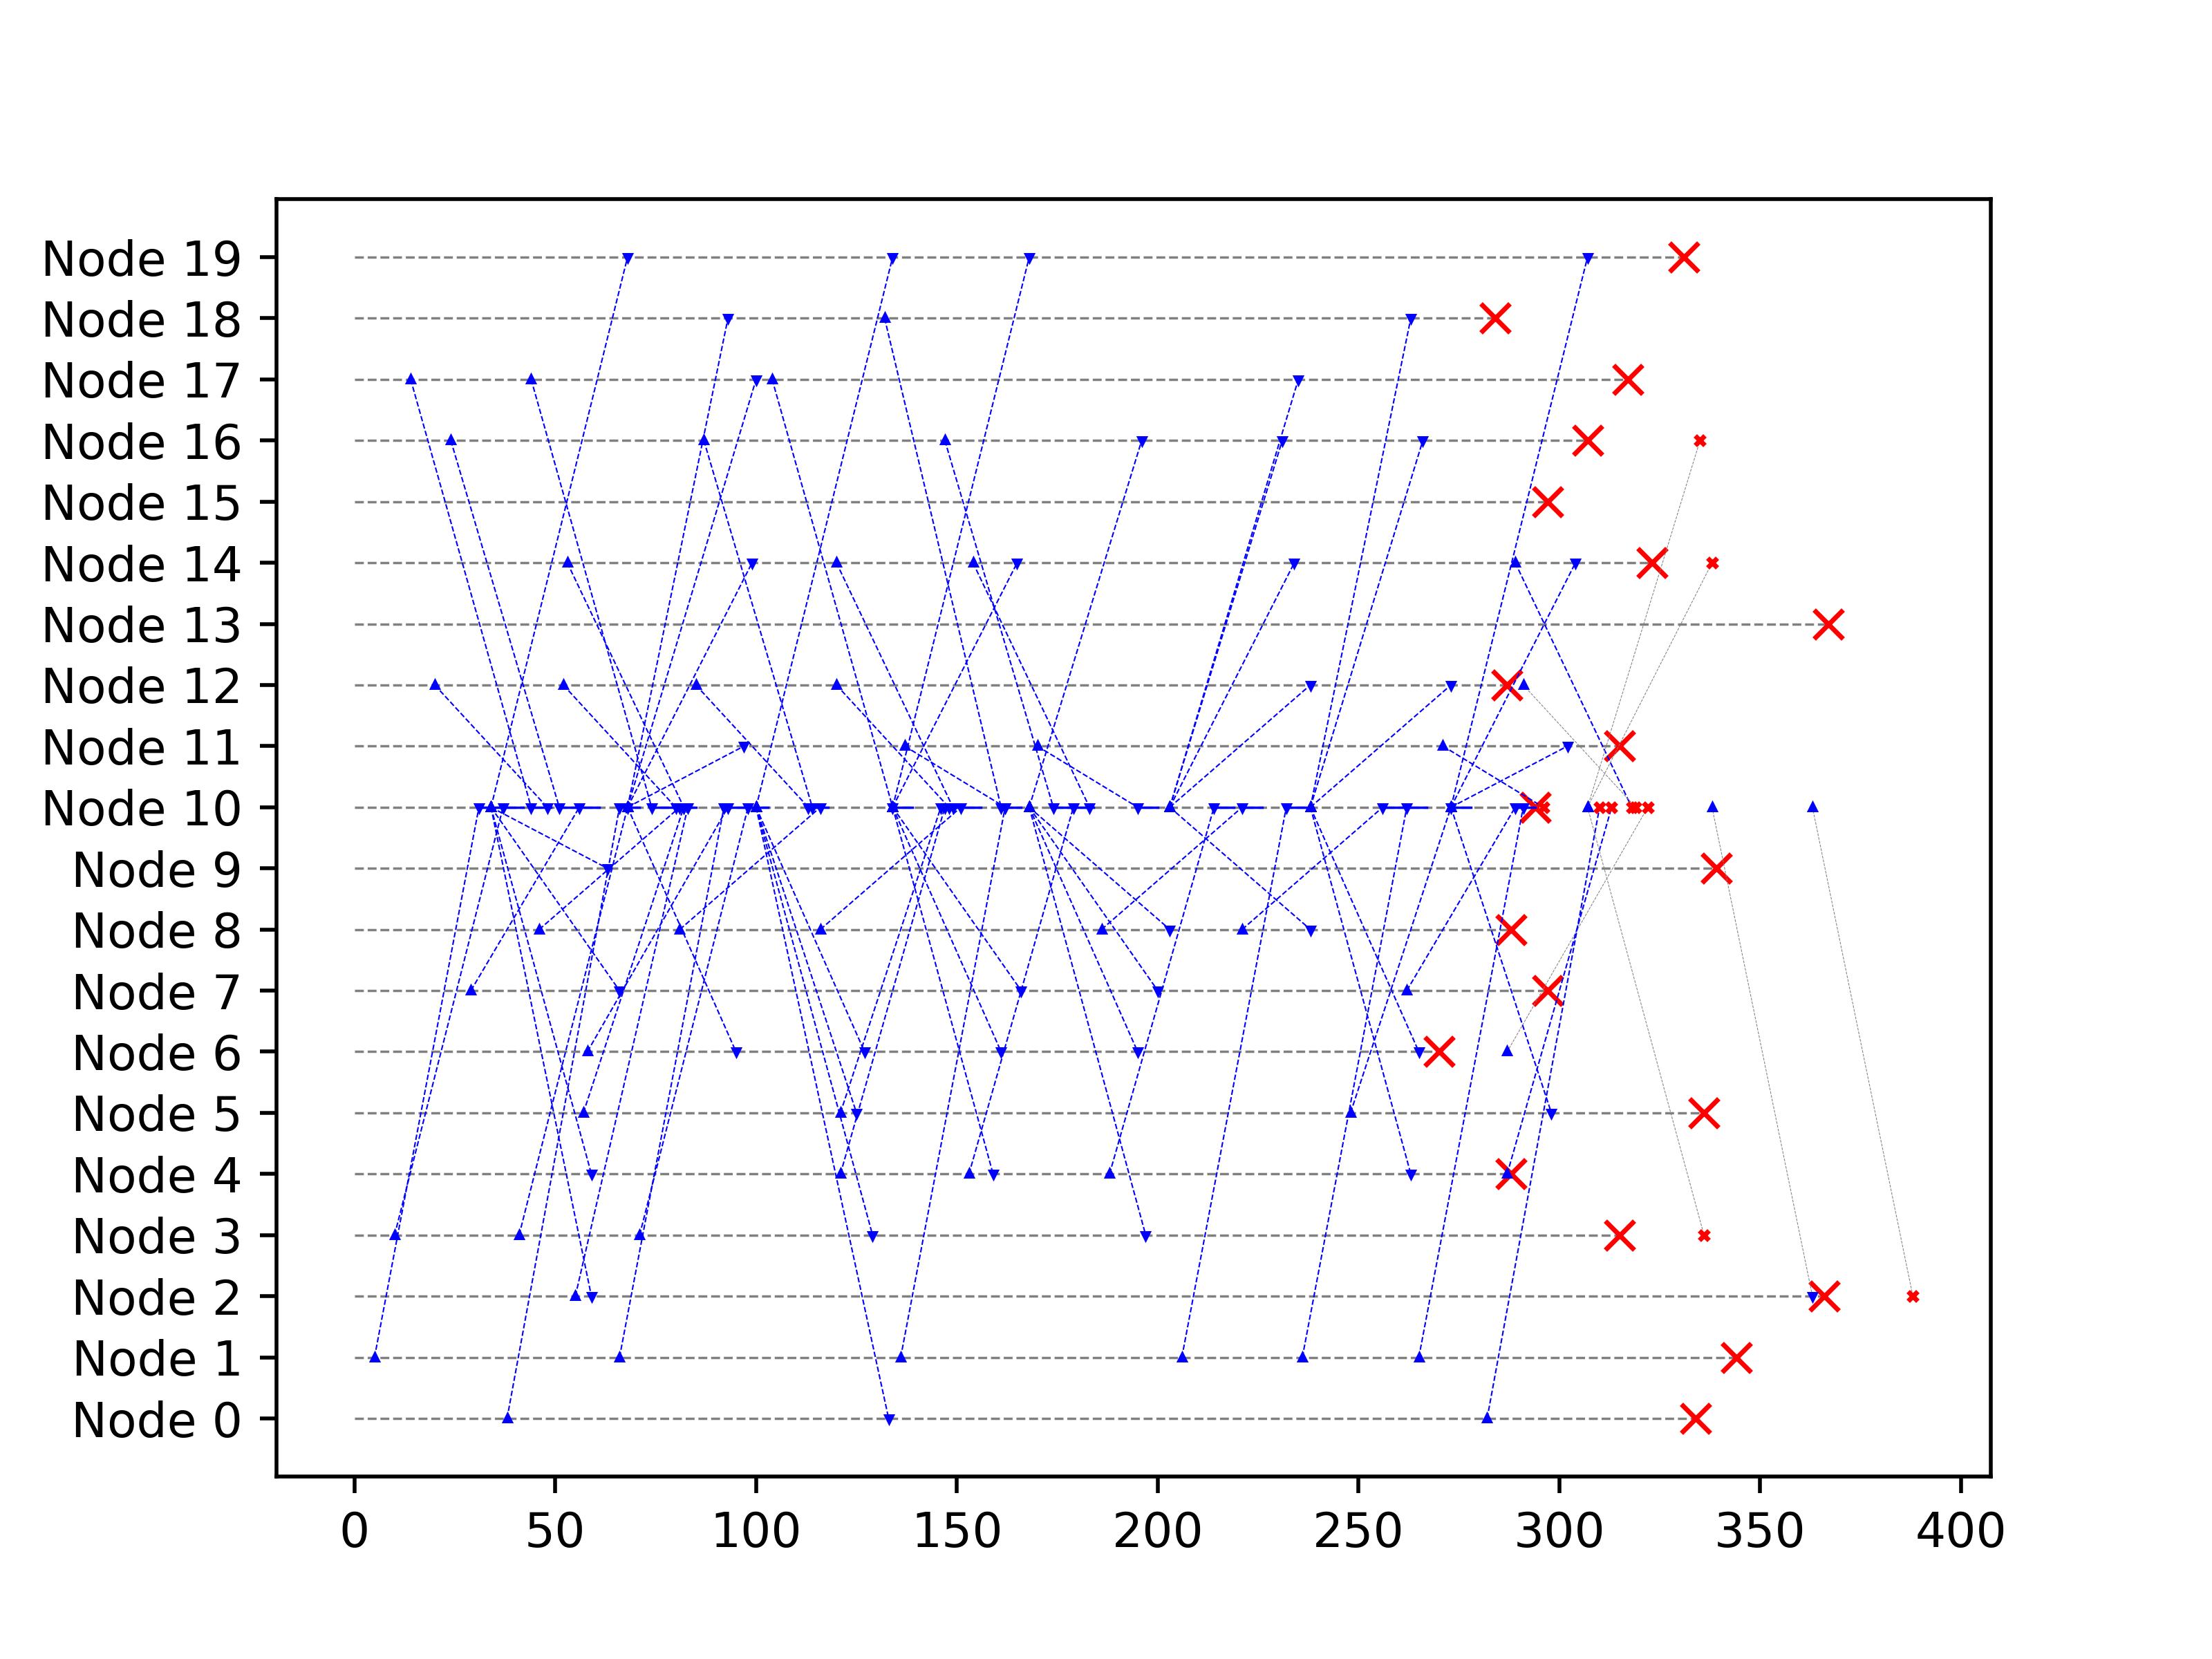 Node 19
Node 18
Node 17
Node 16
Node 15
Node 14
Node 13
Node 12
Node 11
Node 10
Node 9
Node 8
Node 7
Node 6
Node 5
Node 4
Node 3
Node 2
Node 1
Node 0
0 50 100 150 200 250 300 350 400